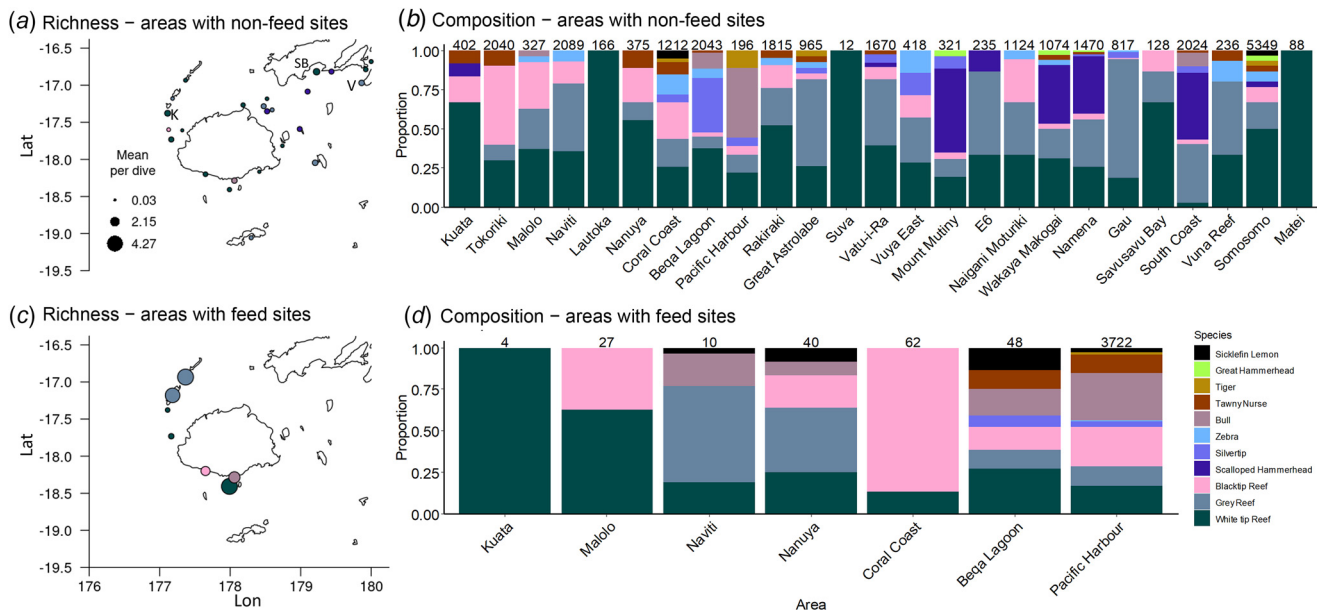 (a) Richness – areas with non-feed sites
-16.5
-17.0
-17.5
-18.0
-18.5
-19.0
-19.5
Lat
SB
V
K
Mean
per dive
0.03
2.15
4.27
(b) Composition – areas with non-feed sites
402 2040 327 2089 166 375 1212 2043 196 1815 965 12 1670 418 321 235 1124 1074 1470 817 128 2024 236 5349 88
1.00
0.75
0.50
0.25
0.00
Proportion
Kuata
Tokoriki
Malolo
Naviti
Lautoka
Nanuya
Coral Coast
Beqa Lagoon
Pacific Harbour
Rakiraki
Great Astrolabe
Suva
Vatu-i-Ra
Vuya East
Mount Mutiny
E6
Naigani Moturiki
Wakaya Makogai
Namena
Gau
Savusavu Bay
South Coast
Vuna Reef
Somosomo
Matei
(c) Richness – areas with feed sites
-16.5
-17.0
-17.5
-18.0
-18.5
-19.0
-19.5
Lat
176 177 178 179 180
Lon
(d) Composition – areas with feed sites
4 27 10 40 62 48 3722
1.00
0.75
0.50
0.25
0.00
Proportion
Kuata
Malolo
Naviti
Nanuya
Coral Coast
Beqa Lagoon
Pacific Harbour
Area
Species
Sicklefin Lemon
Great Hammerhead
Tiger
Tawny Nurse
Bull
Zebra
Silvertip
Scalloped Hammerhead
Blacktip Reef
Grey Reef
White tip Reef